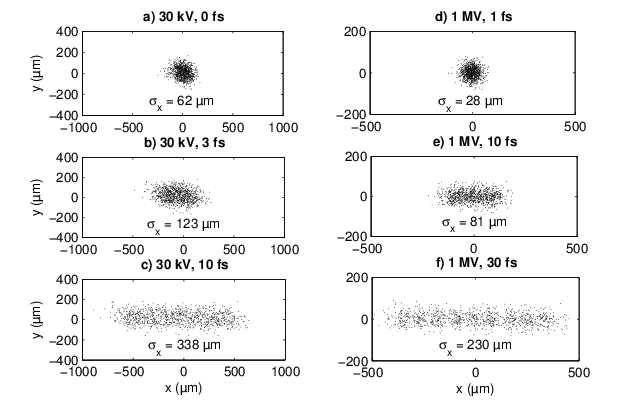 a) 30 kV, 0 fs
400
200
0
−200
−400
y (µm)
σx = 62 µm
−1000 −500 0 500 1000
b) 30 kV, 3 fs
400
200
0
−200
−400
y (µm)
σx = 123 µm
−1000 −500 0 500 1000
c) 30 kV, 10 fs
400
200
0
−200
−400
y (µm)
σx = 338 µm
−1000 −500 0 500 1000
x (µm)
d) 1 MV, 1 fs
200
0
−200
σx = 28 µm
−500 0 500
e) 1 MV, 10 fs
200
0
−200
σx = 81 µm
−500 0 500
f) 1 MV, 30 fs
200
0
−200
σx = 230 µm
−500 0 500
x (µm)